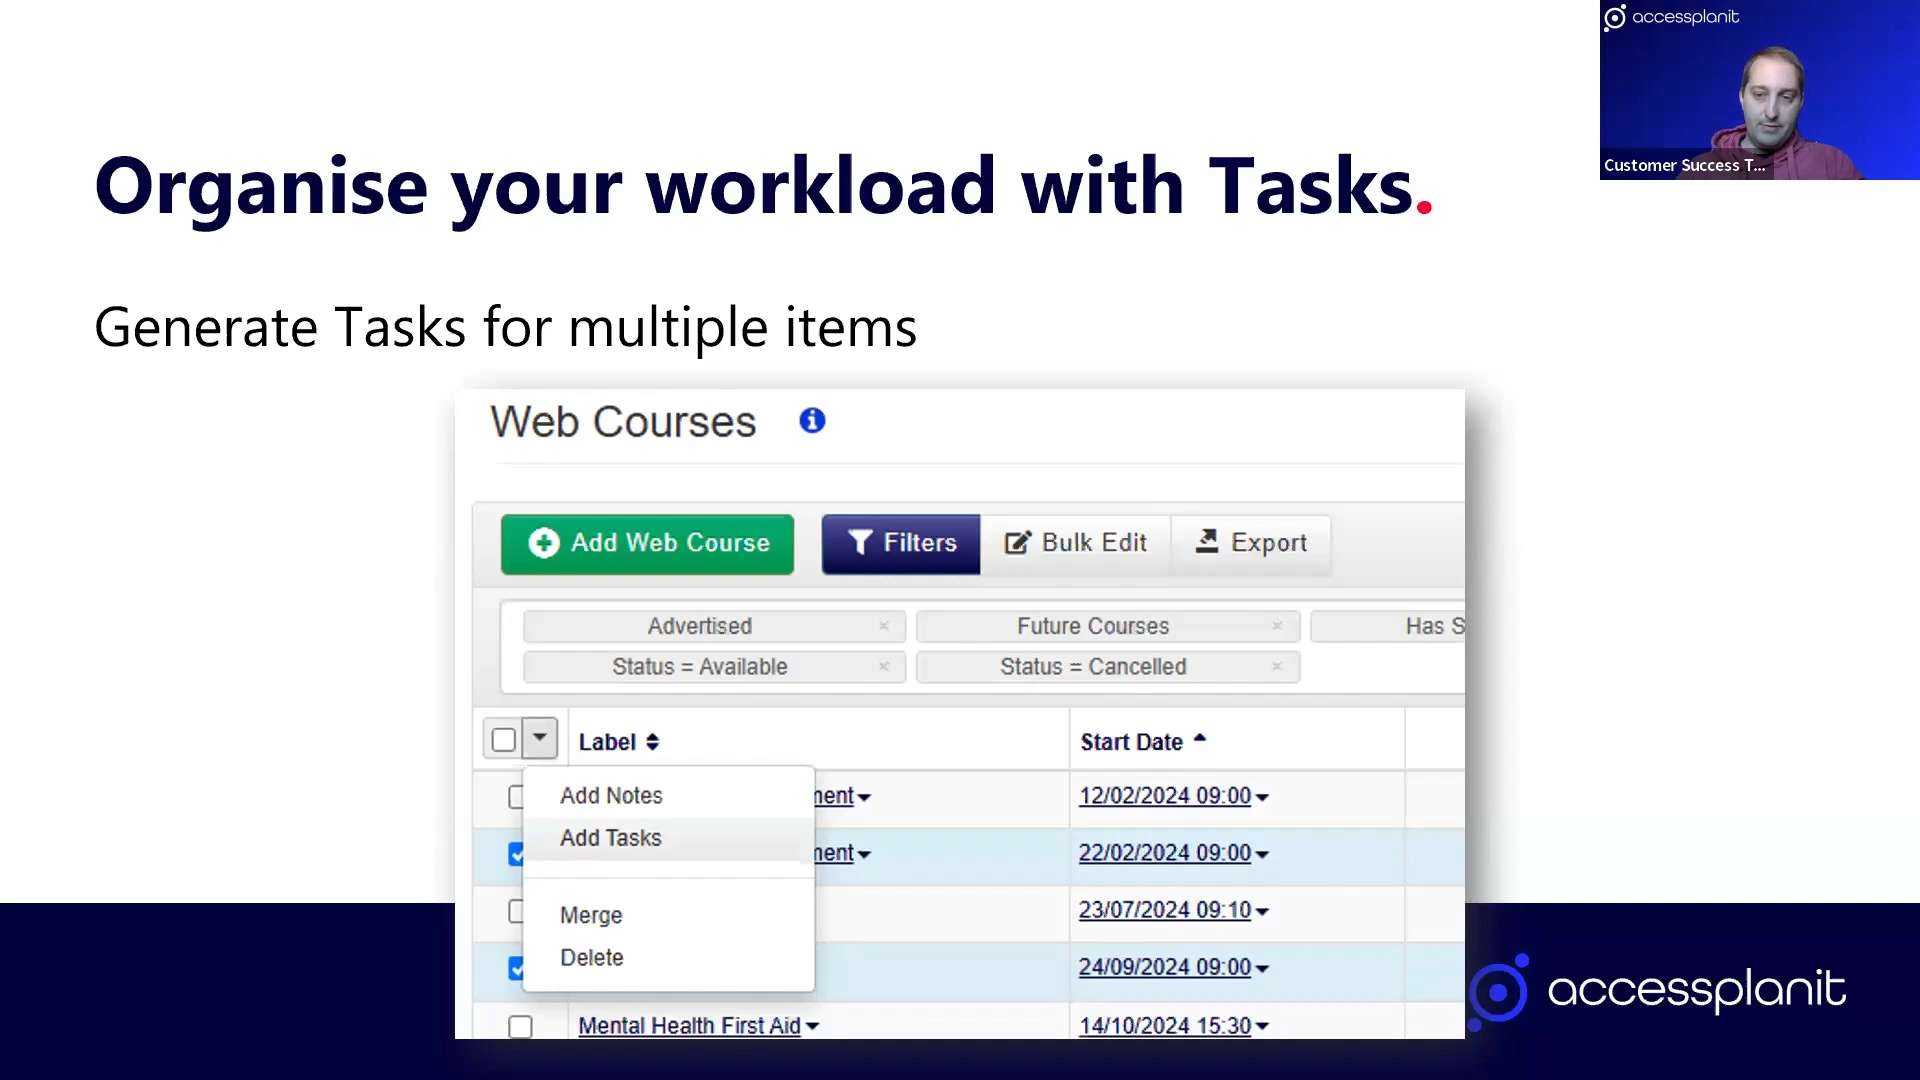 accessplanit
Customer Success T...
Organise your workload with Tasks.
Generate Tasks for multiple items
Web Courses
Add Web Course Filters Bulk Edit Export
Advertised × Future Courses × Has S
Status = Available × Status = Cancelled ×
Label Start Date
Add Notes ment 12/02/2024 09:00
Add Tasks ment 22/02/2024 09:00
Merge 23/07/2024 09:10
Delete 24/09/2024 09:00
Mental Health First Aid 14/10/2024 15:30
accessplanit